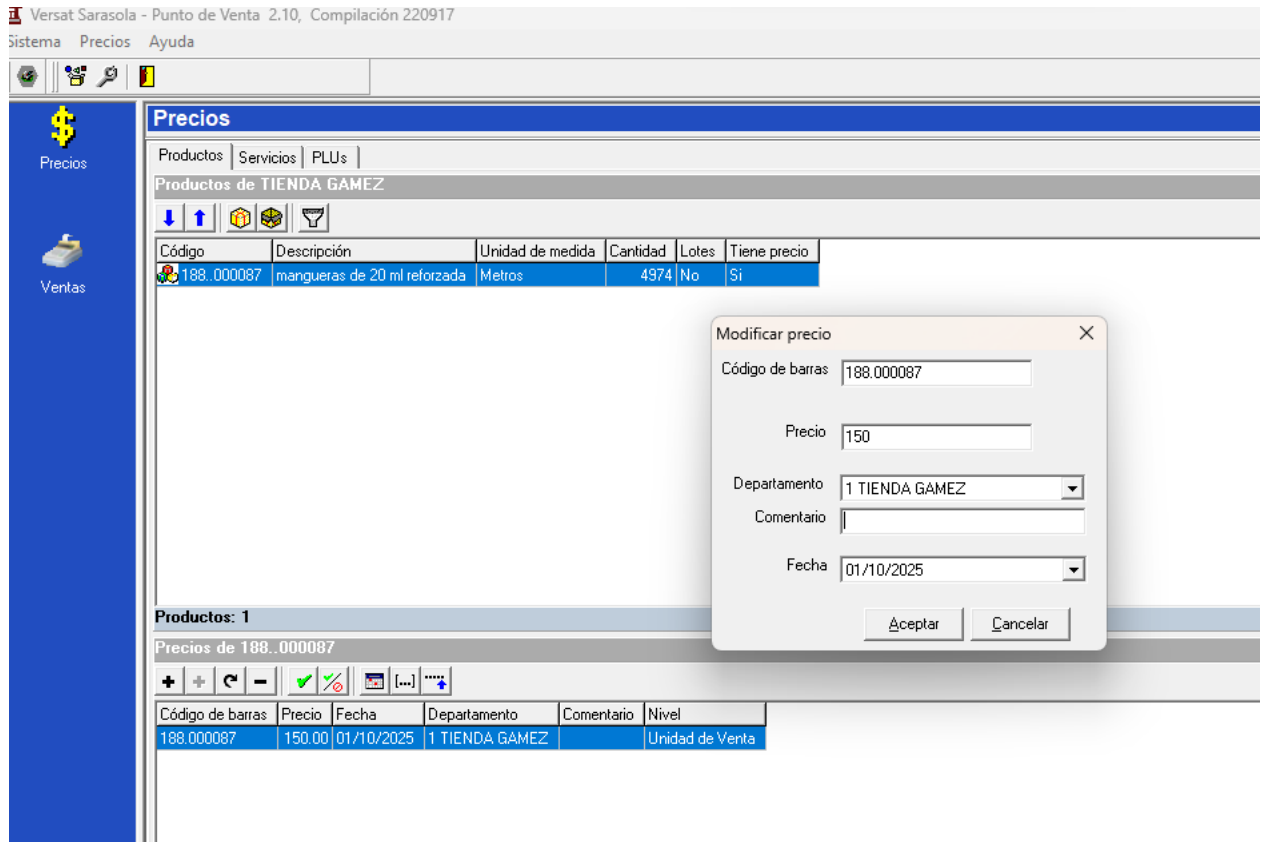 Versat Sarasola - Punto de Venta 2.10, Compilación 220917
Sistema Precios Ayuda
Precios
Ventas
Precios
Productos Servicios PLUs
Productos de TIENDA GAMEZ
Código Descripción Unidad de medida Cantidad Lotes Tiene precio
188..000087 mangueras de 20 ml reforzada Metros 4974 No Si
Modificar precio
Código de barras 188.000087
Precio 150
Departamento 1 TIENDA GAMEZ
Comentario
Fecha 01/10/2025
Aceptar Cancelar
Productos: 1
Precios de 188..000087
[...]
Código de barras Precio Fecha Departamento Comentario Nivel
188.000087 150.00 01/10/2025 1 TIENDA GAMEZ Unidad de Venta